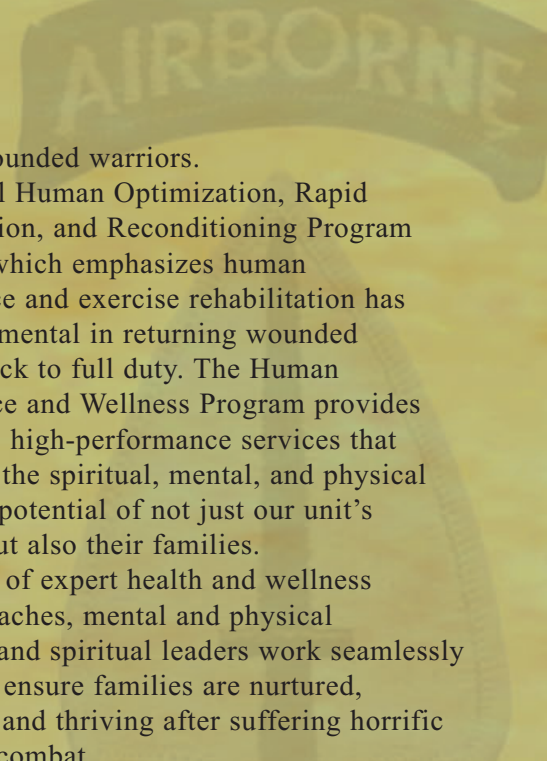 AIRBORNE
ounded warriors.
l Human Optimization, Rapid
ion, and Reconditioning Program
which emphasizes human
ce and exercise rehabilitation has
mental in returning wounded
ck to full duty. The Human
ce and Wellness Program provides
high-performance services that
the spiritual, mental, and physical
potential of not just our unit's
ut also their families.
of expert health and wellness
aches, mental and physical
and spiritual leaders work seamlessly
ensure families are nurtured,
and thriving after suffering horrific
combat